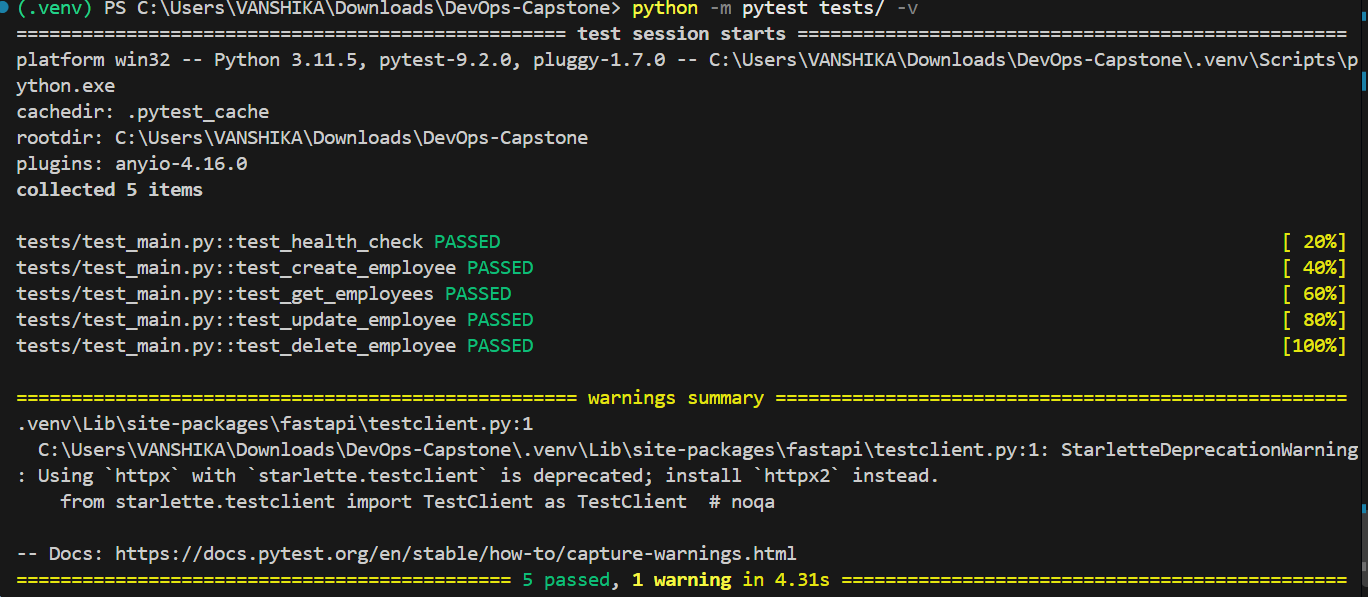 (.venv) PS C:\Users\VANSHIKA\Downloads\DevOps-Capstone> python -m pytest tests/ -v
================================================== test session starts ==================================================
platform win32 -- Python 3.11.5, pytest-9.2.0, pluggy-1.7.0 -- C:\Users\VANSHIKA\Downloads\DevOps-Capstone\.venv\Scripts\p
ython.exe
cachedir: .pytest_cache
rootdir: C:\Users\VANSHIKA\Downloads\DevOps-Capstone
plugins: anyio-4.16.0
collected 5 items
tests/test_main.py::test_health_check PASSED [ 20%]
tests/test_main.py::test_create_employee PASSED [ 40%]
tests/test_main.py::test_get_employees PASSED [ 60%]
tests/test_main.py::test_update_employee PASSED [ 80%]
tests/test_main.py::test_delete_employee PASSED [100%]
=================================================== warnings summary ====================================================
.venv\Lib\site-packages\fastapi\testclient.py:1
C:\Users\VANSHIKA\Downloads\DevOps-Capstone\.venv\Lib\site-packages\fastapi\testclient.py:1: StarletteDeprecationWarning
: Using `httpx` with `starlette.testclient` is deprecated; install `httpx2` instead.
from starlette.testclient import TestClient as TestClient  # noqa
-- Docs: https://docs.pytest.org/en/stable/how-to/capture-warnings.html
============================================= 5 passed, 1 warning in 4.31s ==============================================